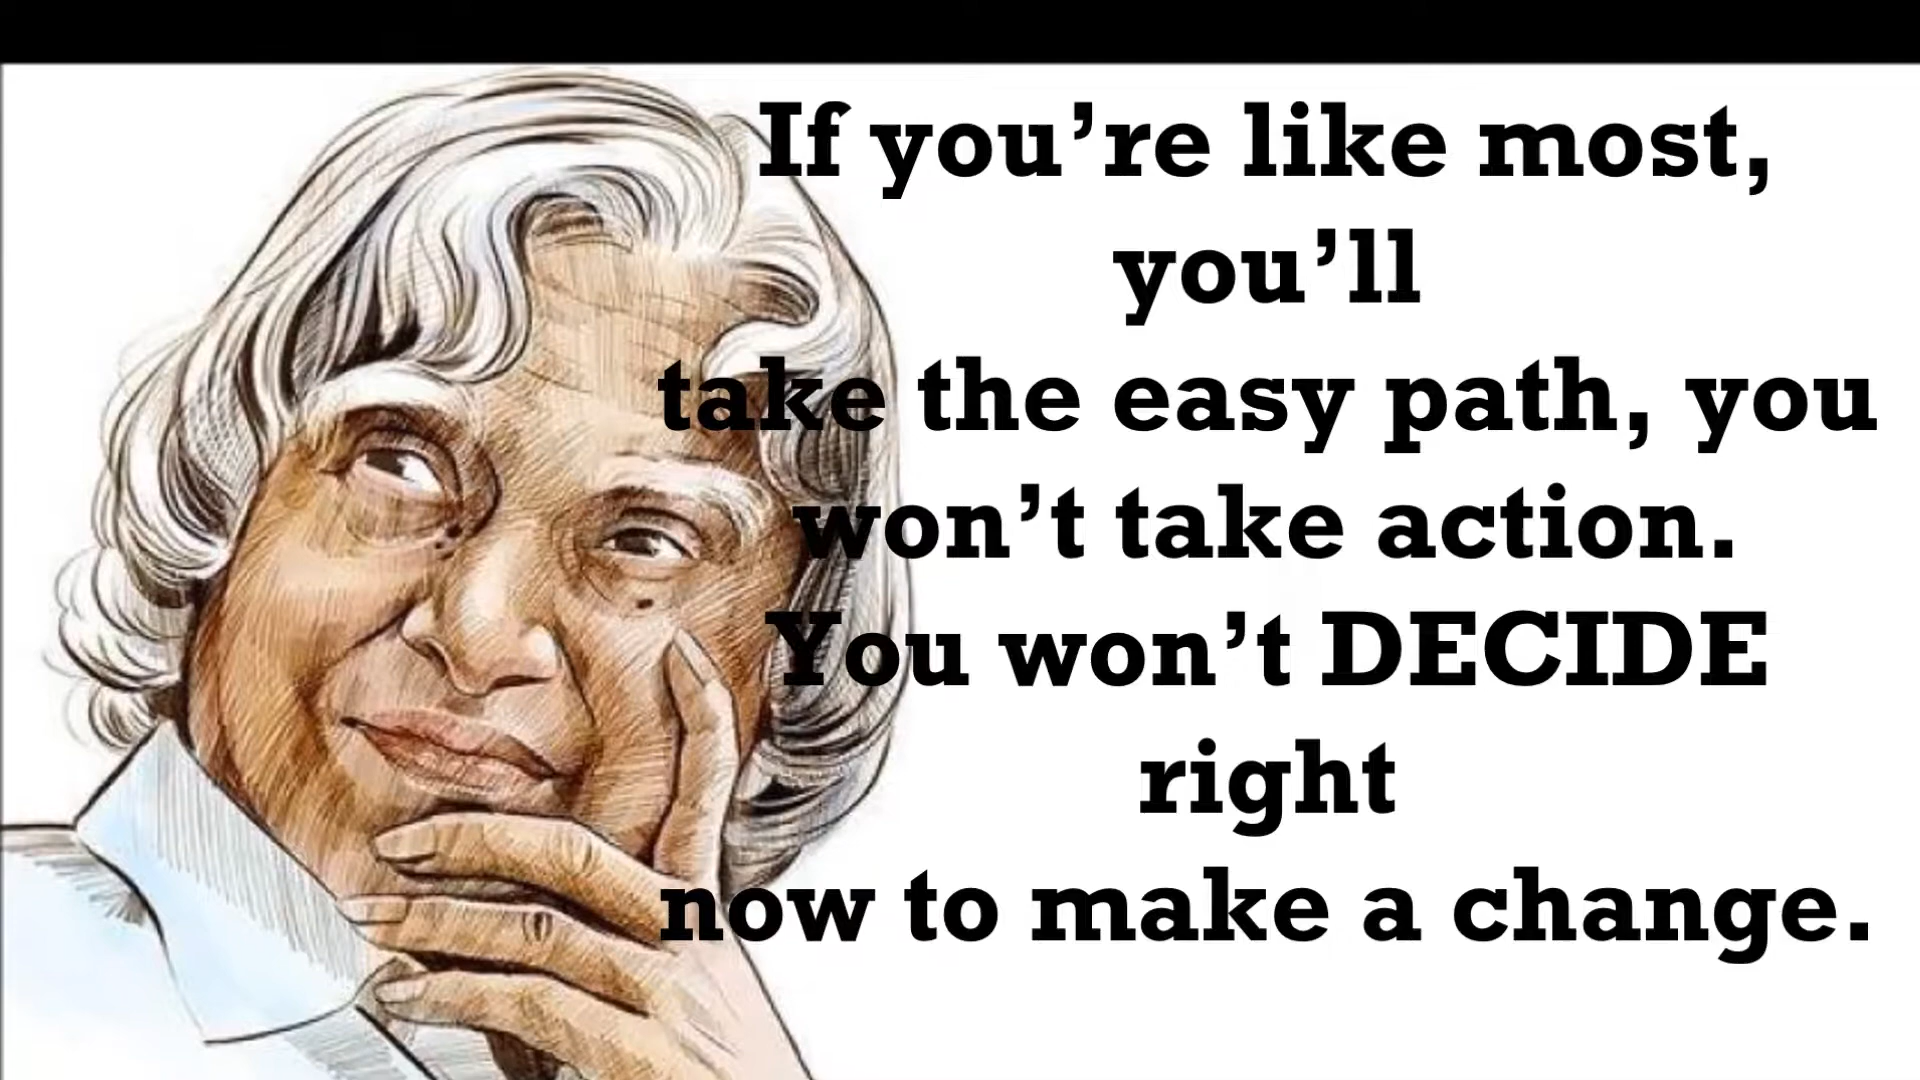 If you’re like most,
you’ll
take the easy path, you
won’t take action.
You won’t DECIDE
right
now to make a change.